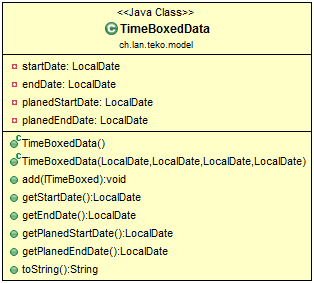 <<Java Class>>
TimeBoxedData
ch.lan.teko.model
startDate: LocalDate
endDate: LocalDate
planedStartDate: LocalDate
planedEndDate: LocalDate
TimeBoxedData()
TimeBoxedData(LocalDate,LocalDate,LocalDate,LocalDate)
add(ITimeBoxed):void
getStartDate():LocalDate
getEndDate():LocalDate
getPlanedStartDate():LocalDate
getPlanedEndDate():LocalDate
toString():String